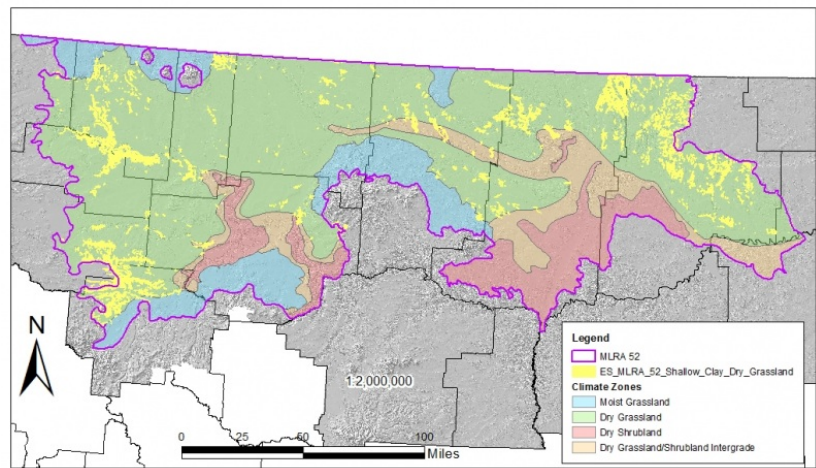 N
1:2,000,000
0 25 50 100
Miles
Legend
MLRA 52
ES_MLRA_52_Shallow_Clay_Dry_Grassland
Climate Zones
Moist Grassland
Dry Grassland
Dry Shrubland
Dry Grassland/Shrubland Intergrade